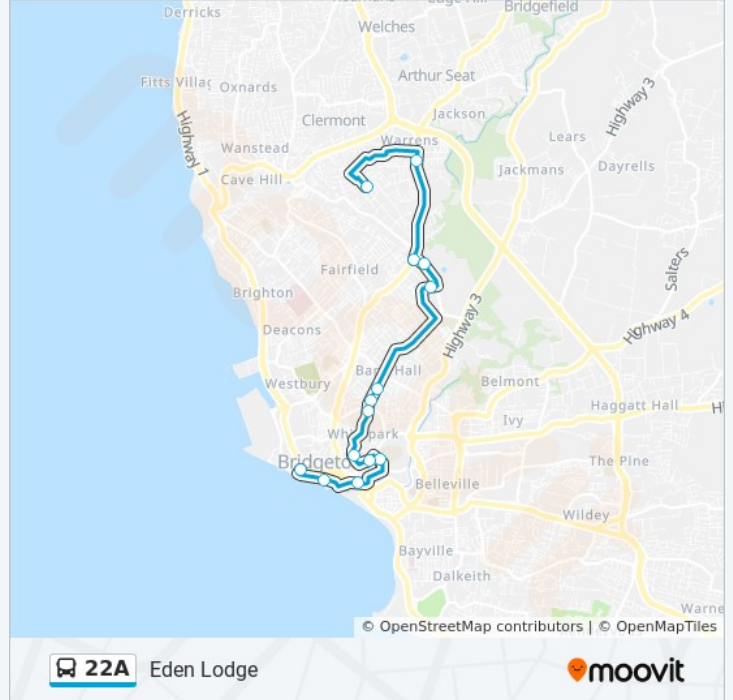 Derricks
Welches
Bridgefield
Arthur Seat
Fitts Villag
Oxnards
Highway 3
Jackson
Clermont
Highway 1
Warrens
Lears
Wanstead
Dayrells
Jackmans
Cave Hill
Salters
Fairfield
Brighton
Highway 3
Highway 4
Deacons
Hall
Westbury
Belmont
Haggatt Hall
H
Ivy
park
Bridgeto
The Pine
Belleville
Wildey
Bayville
Dalkeith
Warne
© OpenStreetMap contributors | © OpenMapTiles
22A Eden Lodge
moovit